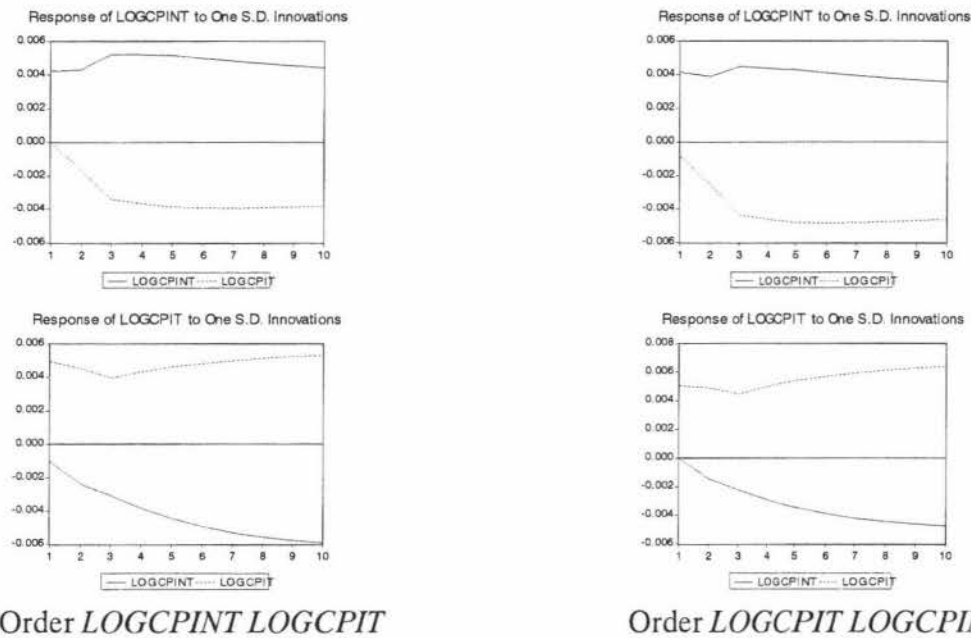 Response of LOGCPINT to One S.D. Innovations
0.006
0.004
0.002
0.000
-0.002
-0.004
-0.006
1 2 3 4 5 6 7 8 9 10
LOGCPINT LOGCPIT
Response of LOGCPIT to One S.D. Innovations
0.006
0.004
0.002
0.000
-0.002
-0.004
-0.006
1 2 3 4 5 6 7 8 9 10
LOGCPINT LOGCPIT
Order LOGCPINT LOGCPIT
Response of LOGCPINT to One S.D. Innovations
0.006
0.004
0.002
0.000
-0.002
-0.004
-0.006
1 2 3 4 5 6 7 8 9 10
LOGCPINT LOGCPIT
Response of LOGCPIT to One S.D. Innovations
0.008
0.006
0.004
0.002
0.000
-0.002
-0.004
-0.006
1 2 3 4 5 6 7 8 9 10
LOGCPINT LOGCPIT
Order LOGCPIT LOGCPI